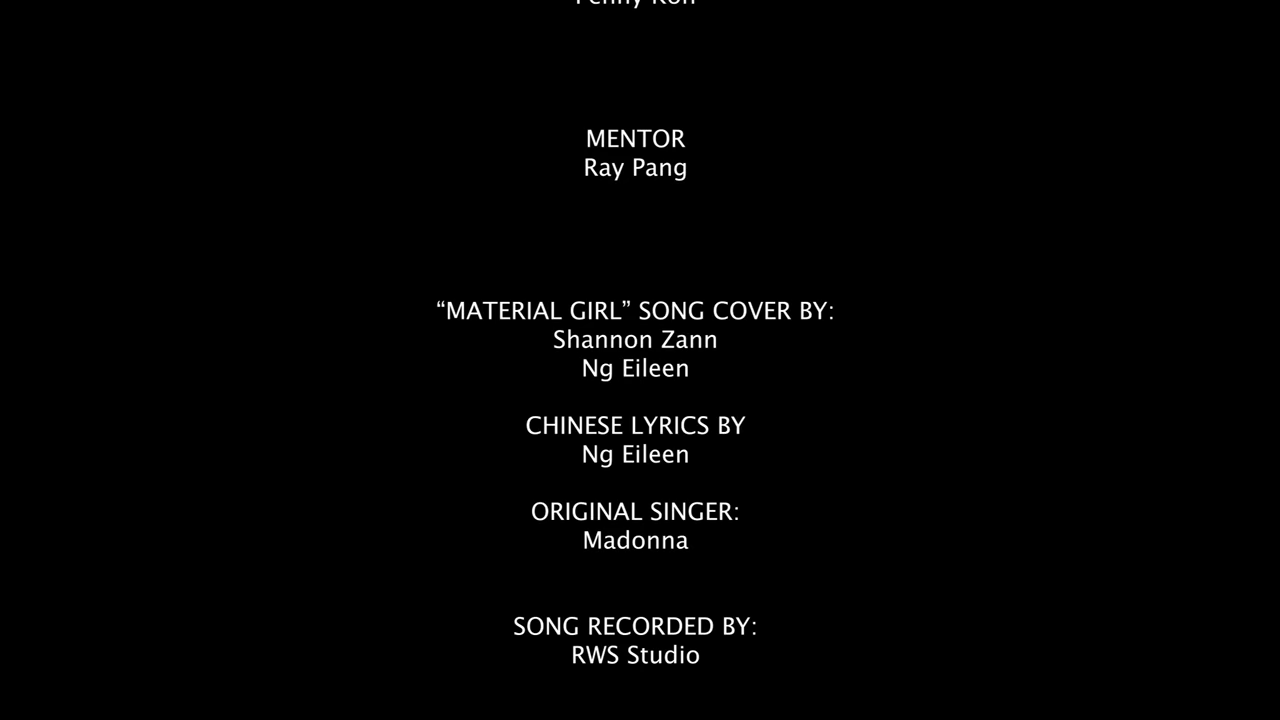 MENTOR
Ray Pang
“MATERIAL GIRL” SONG COVER BY:
Shannon Zann
Ng Eileen
CHINESE LYRICS BY
Ng Eileen
ORIGINAL SINGER:
Madonna
SONG RECORDED BY:
RWS Studio